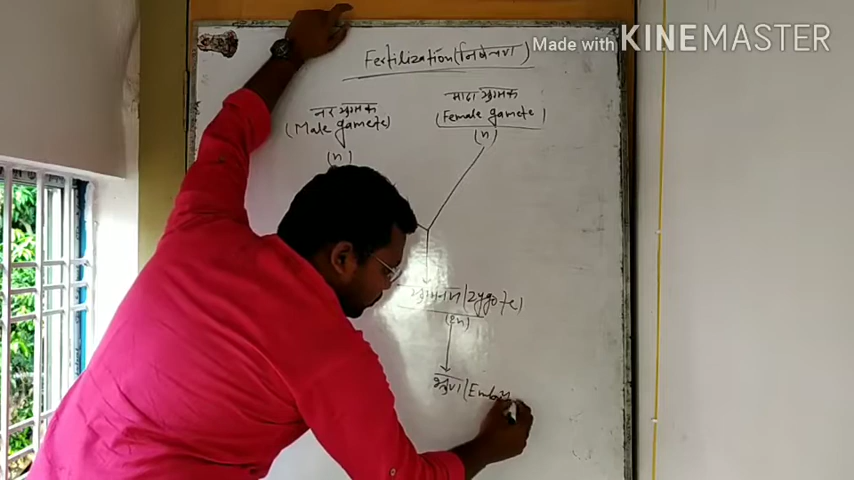 Made with KINEMASTER
Fertilization (निषेचन)
नर युग्मक
(Male gamete)
(n)
मादा युग्मक
(Female gamete)
(n)
युग्मनज (Zygote)
(2n)
भ्रुण (Embry